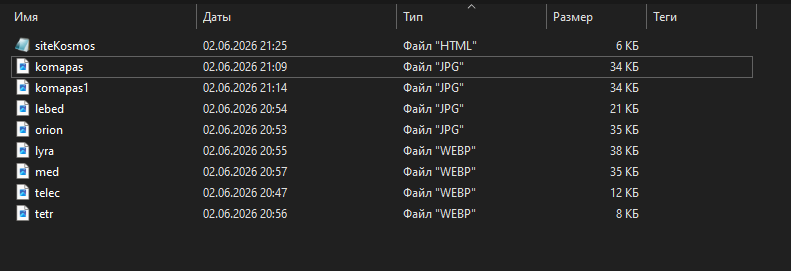 Имя Даты Тип Размер Теги
siteKosmos 02.06.2026 21:25 Файл "HTML" 6 КБ
komapas 02.06.2026 21:09 Файл "JPG" 34 КБ
komapas1 02.06.2026 21:14 Файл "JPG" 34 КБ
lebed 02.06.2026 20:54 Файл "JPG" 21 КБ
orion 02.06.2026 20:53 Файл "JPG" 35 КБ
lyra 02.06.2026 20:55 Файл "WEBP" 38 КБ
med 02.06.2026 20:57 Файл "WEBP" 35 КБ
telec 02.06.2026 20:47 Файл "WEBP" 12 КБ
tetr 02.06.2026 20:56 Файл "WEBP" 8 КБ